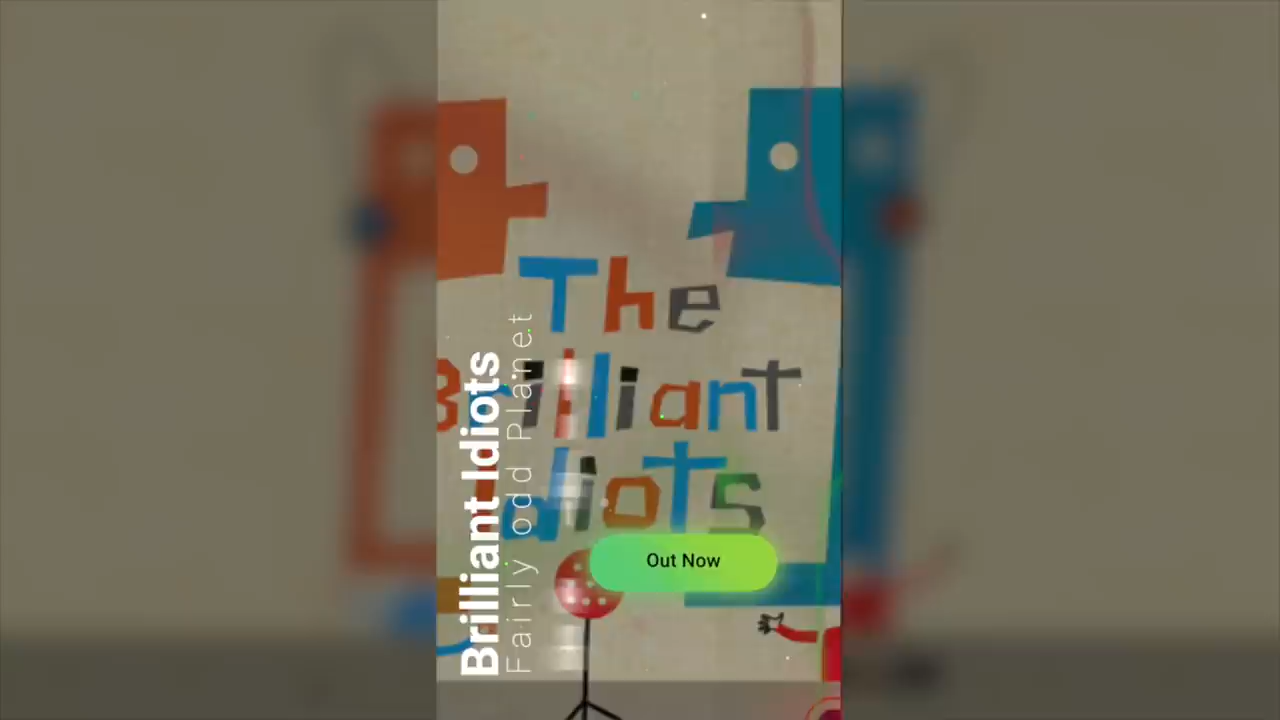 The
Brilliant
Idiots
Brilliant Idiots
Fairly odd Planet
Out Now